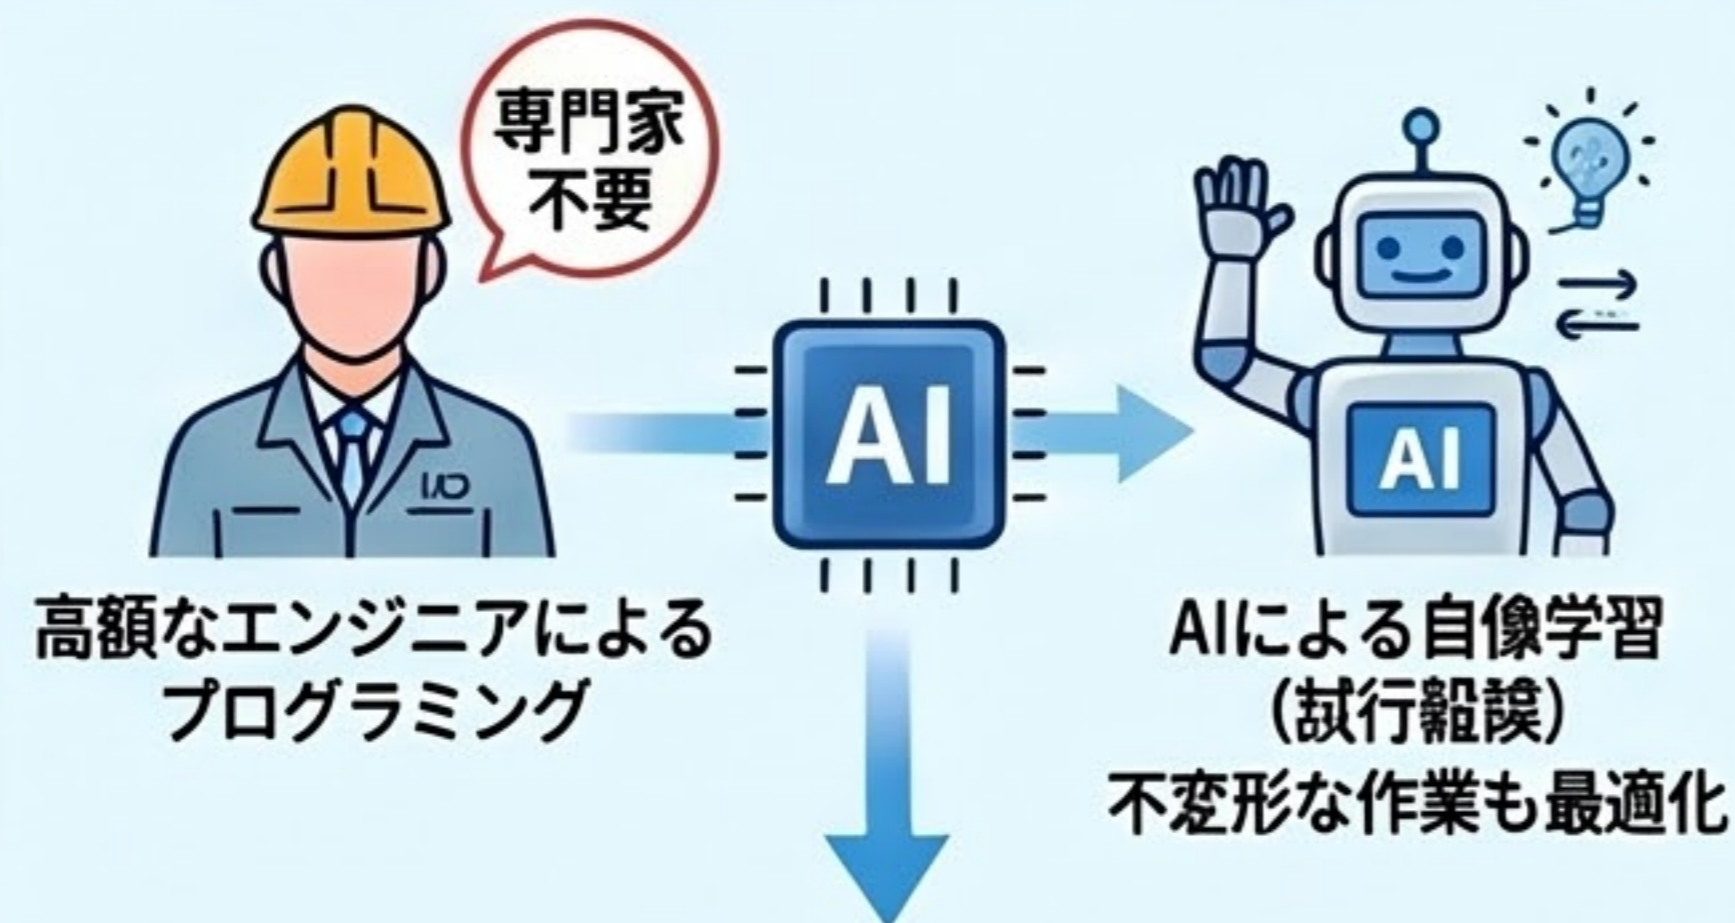 専門家
不要
AI
AI
高額なエンジニアによる
プログラミング
AIによる自像学習
不変形な作業も最適化